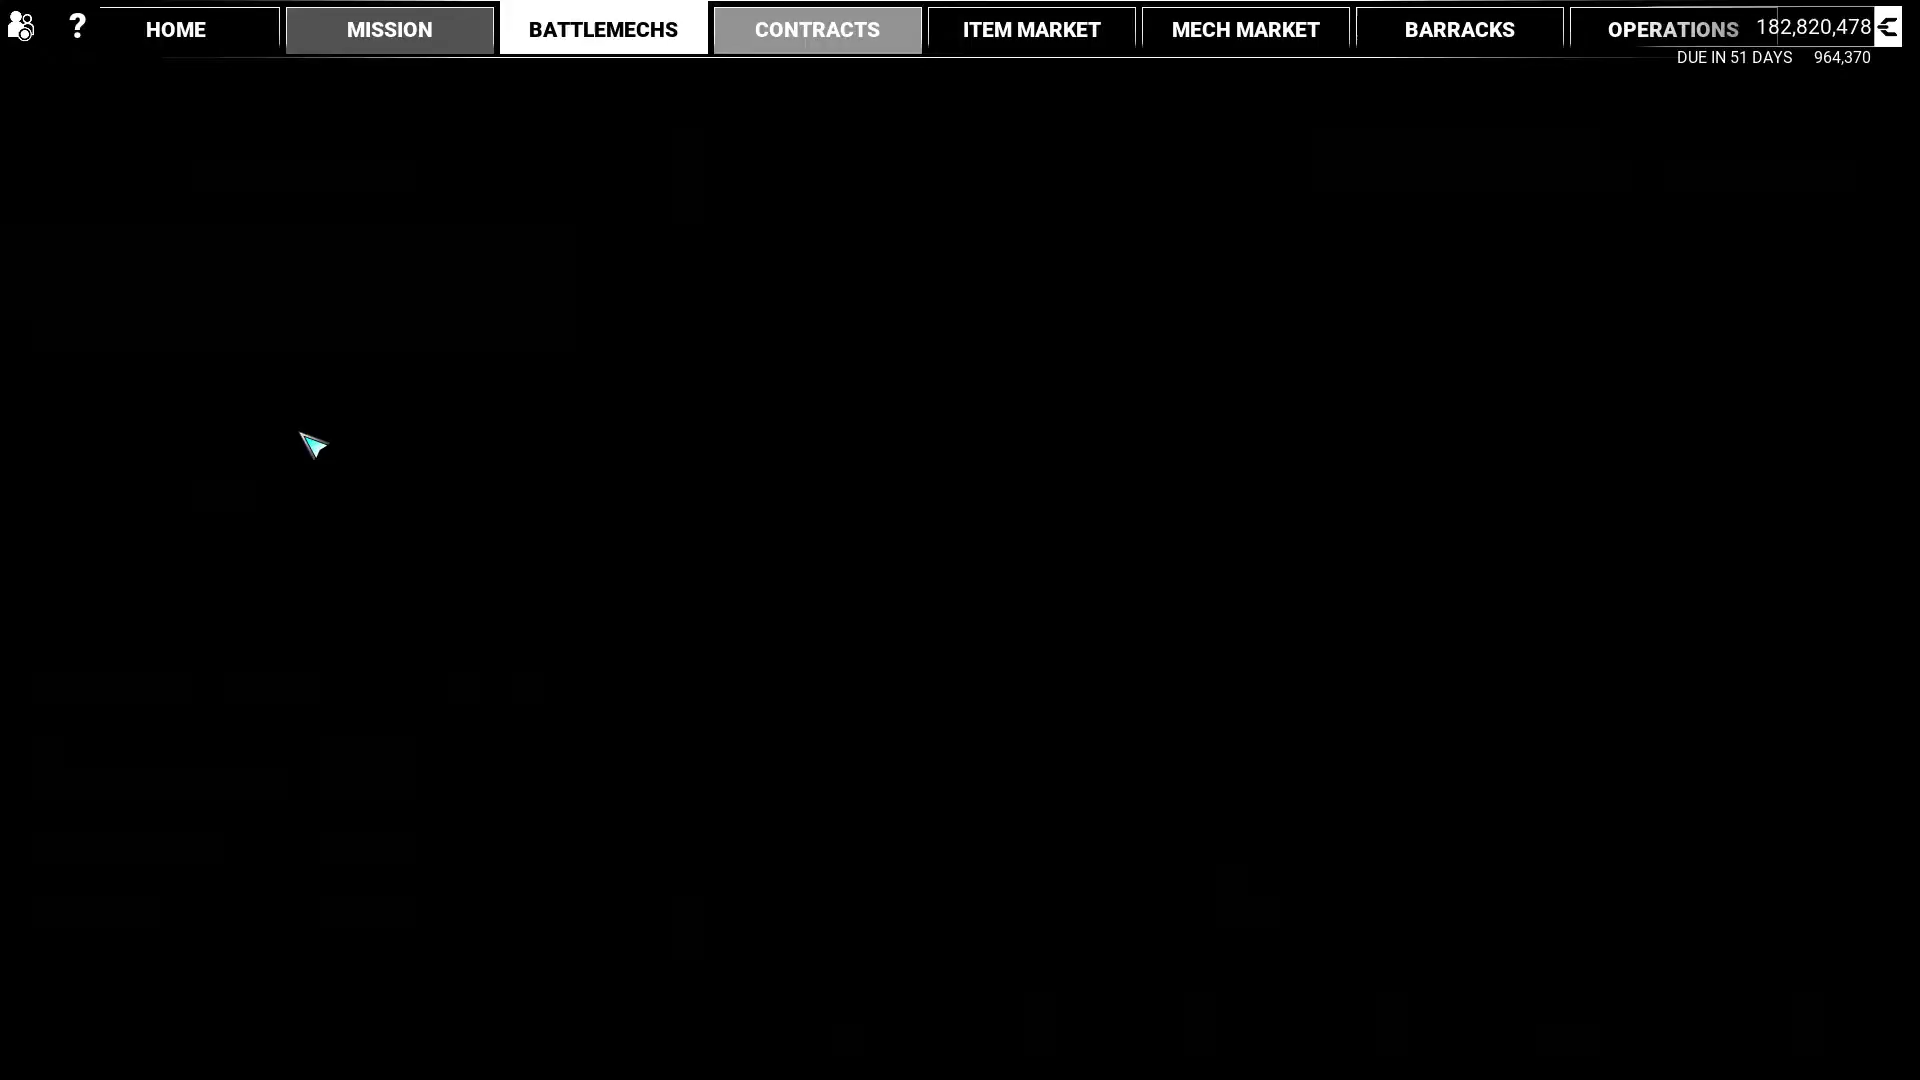 ? HOME MISSION BATTLEMECHS CONTRACTS ITEM MARKET MECH MARKET BARRACKS OPERATIONS 182,820,478
DUE IN 51 DAYS 964,370